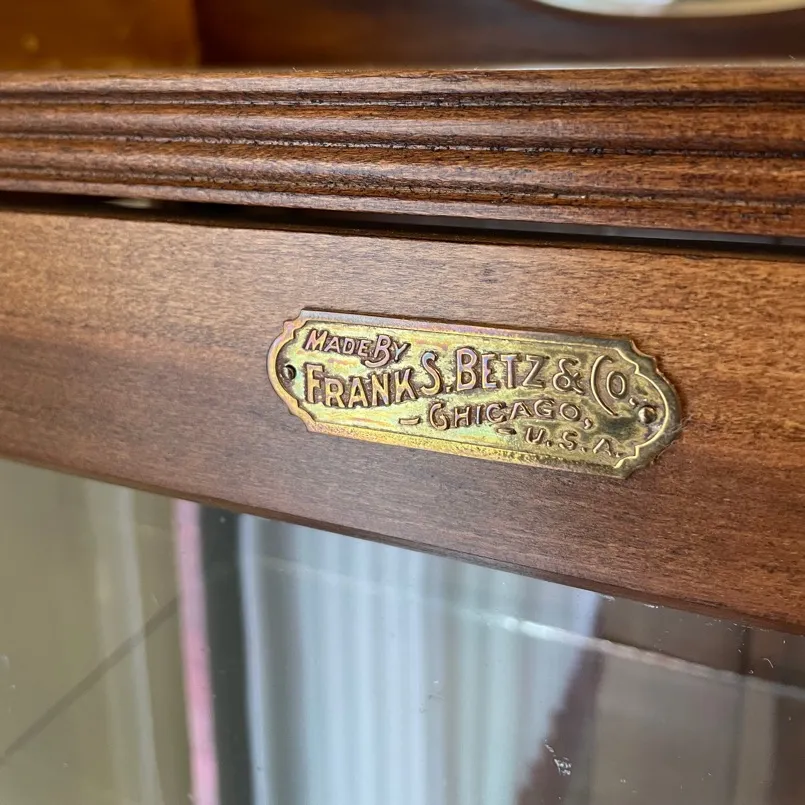 MADE BY
FRANK S. BETZ & CO.
- CHICAGO,
- U.S.A.